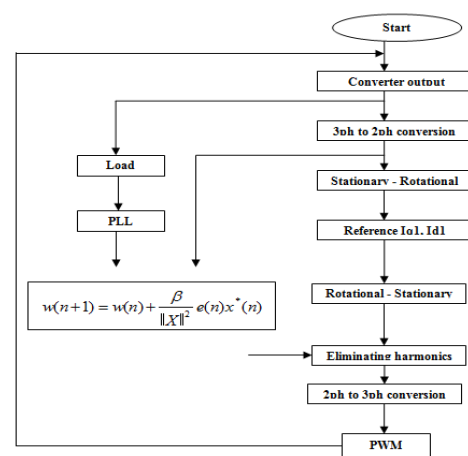 Start
Converter output
3ph to 2ph conversion
Load
Stationary - Rotational
PLL
Reference Iq1, Id1
w(n+1) = w(n) + β / ‖X‖² e(n)x*(n)
Rotational - Stationary
Eliminating harmonics
2ph to 3ph conversion
PWM